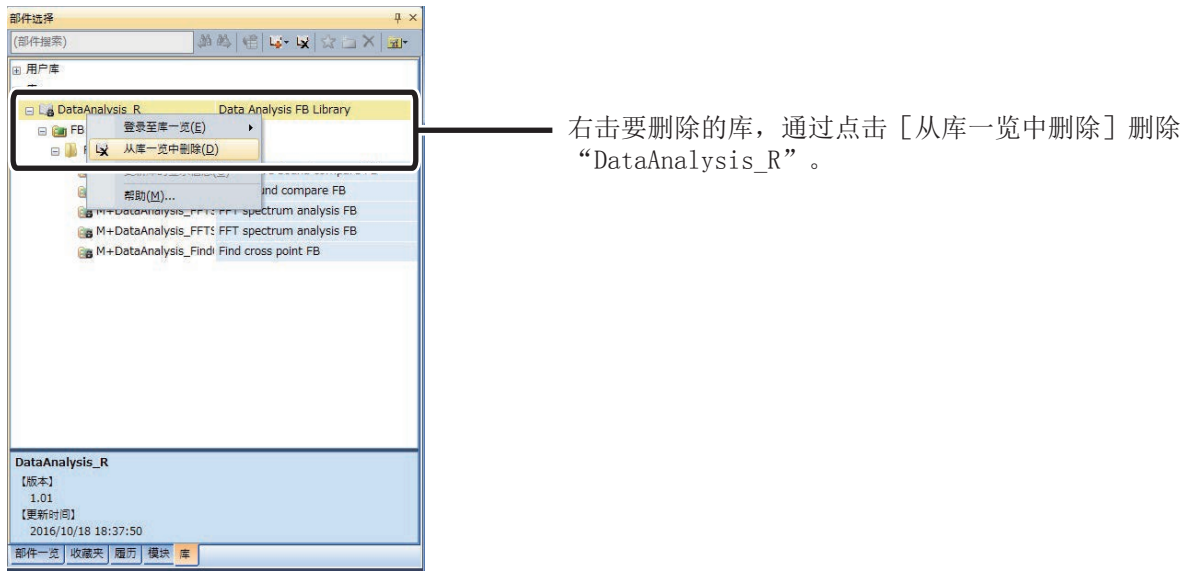 部件选择
(部件搜索)
用户库
DataAnalysis_R Data Analysis FB Library
FB
登录至库一览(E)
从库一览中删除(D)
帮助(M)...
und compare FB
M+DataAnalysis_FFTS FFT spectrum analysis FB
M+DataAnalysis_FFTS FFT spectrum analysis FB
M+DataAnalysis_Find Find cross point FB
右击要删除的库，通过点击［从库一览中删除］删除
“DataAnalysis_R”。
DataAnalysis_R
【版本】
1.01
【更新时间】
2016/10/18 18:37:50
部件一览 收藏夹 履历 模块 库